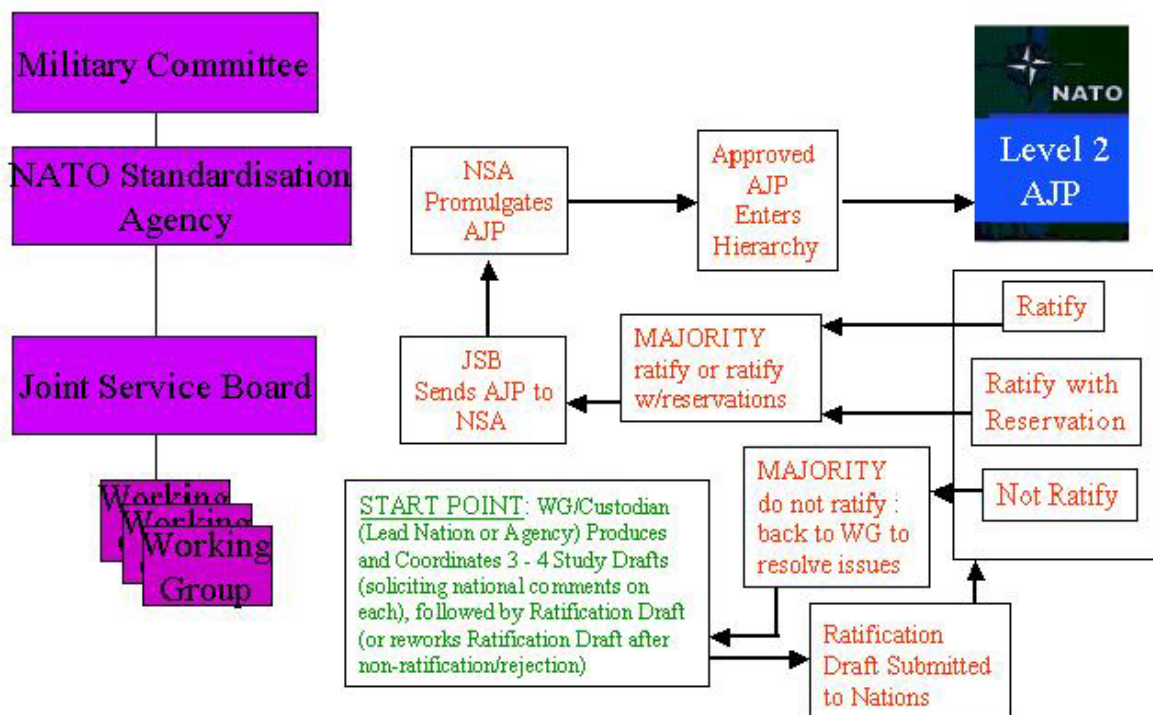 Military Committee
NATO Standardisation
Agency
Joint Service Board
Working
Working
Working
Group
NSA
Promulgates
AJP
Approved
AJP
Enters
Hierarchy
NATO
Level 2
AJP
JSB
Sends AJP to
NSA
MAJORITY
ratify or ratify
w/reservations
Ratify
Ratify with
Reservation
Not Ratify
MAJORITY
do not ratify :
back to WG to
resolve issues
START POINT: WG/Custodian
(Lead Nation or Agency) Produces
and Coordinates 3 - 4 Study Drafts
(soliciting national comments on
each), followed by Ratification Draft
(or reworks Ratification Draft after
non-ratification/rejection)
Ratification
Draft Submitted
to Nations